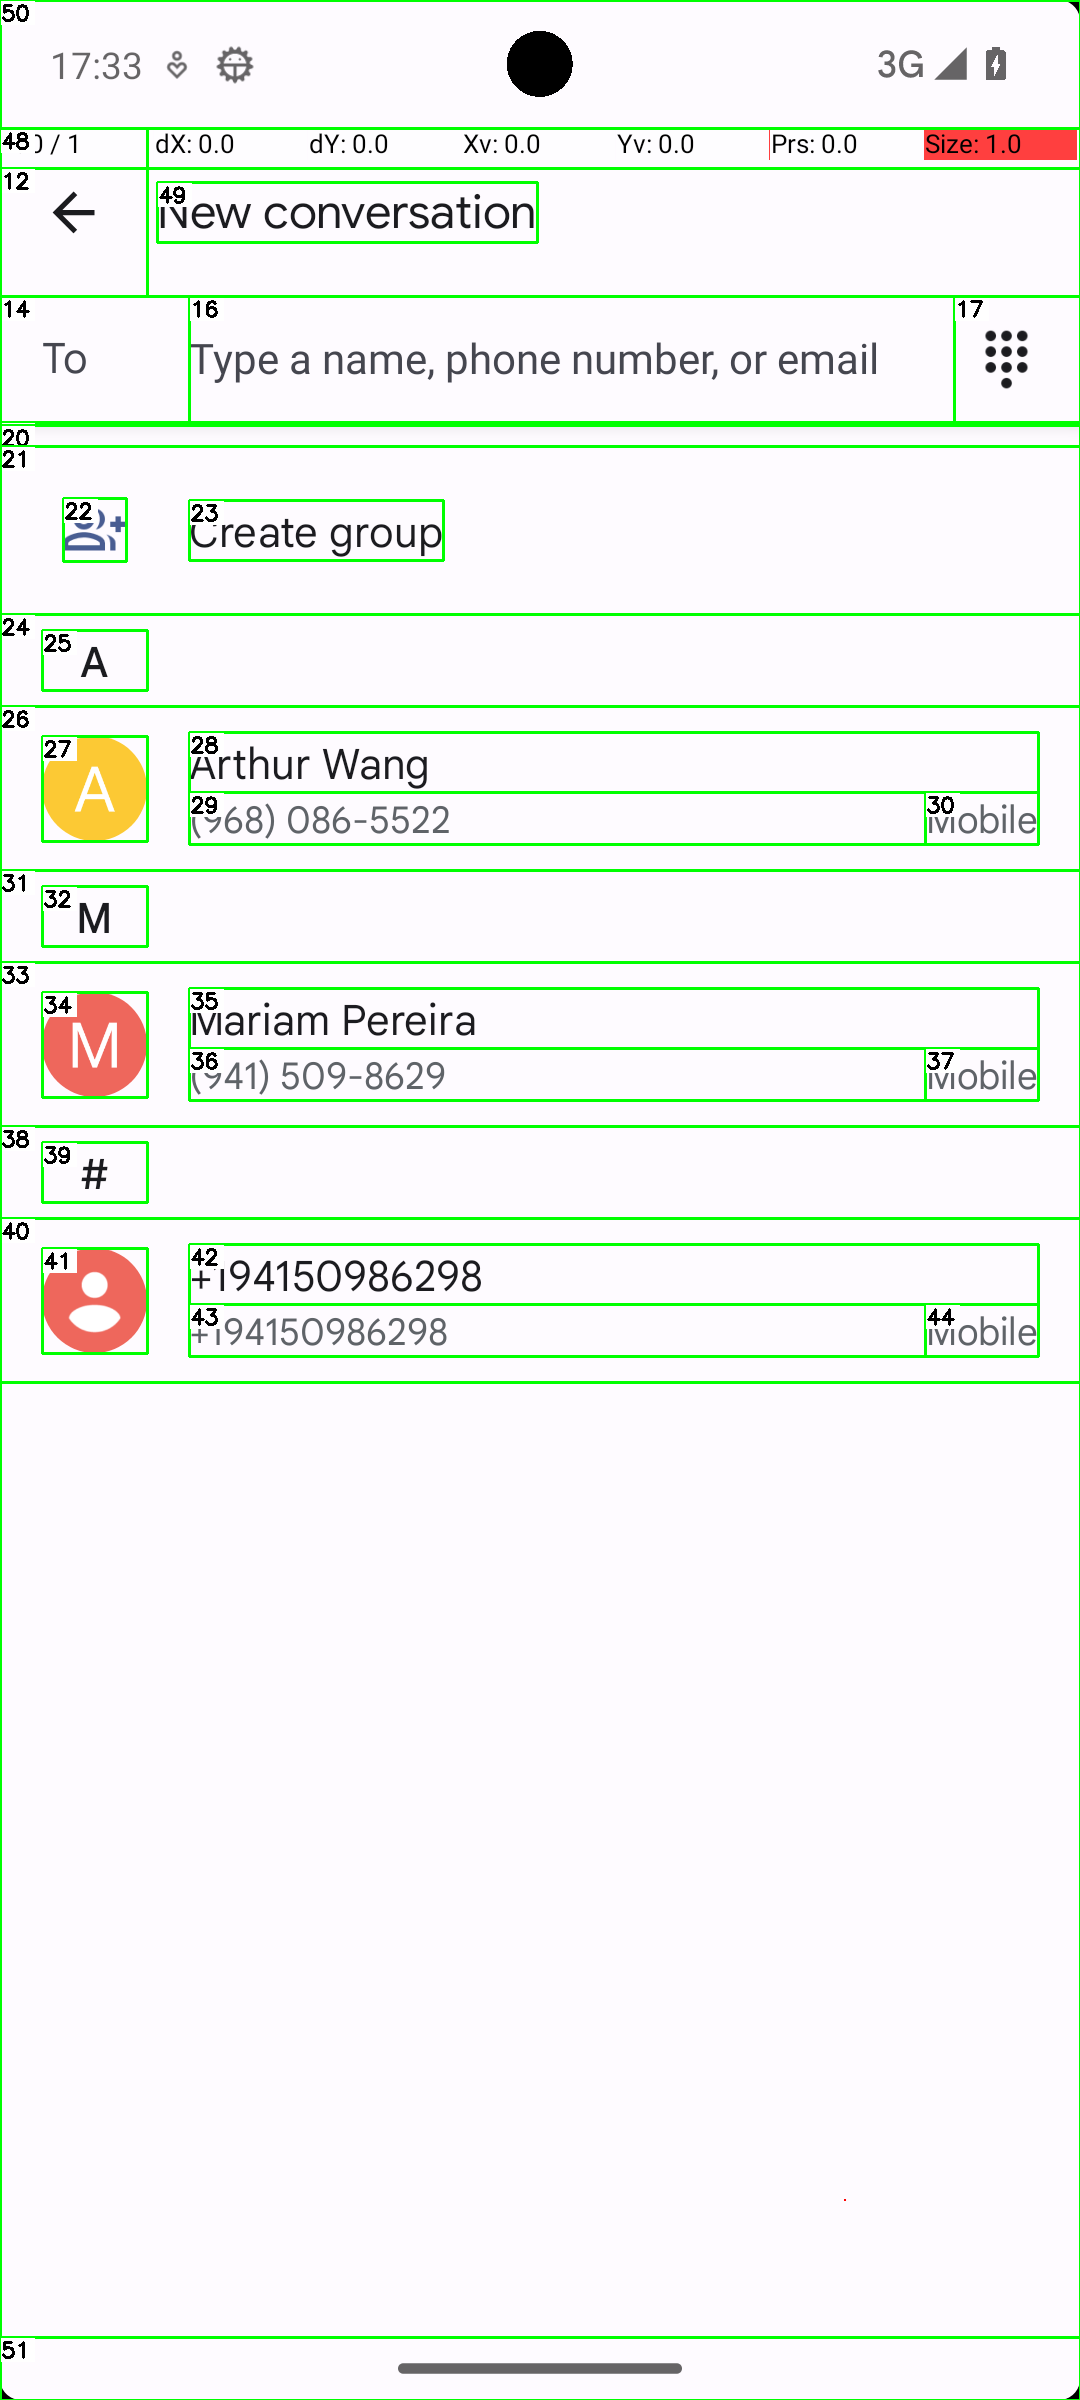 50
17:33 3G
48 0 / 1 dX: 0.0 dY: 0.0 Xv: 0.0 Yv: 0.0 Prs: 0.0 Size: 1.0
12 49 New conversation
14 To 16 Type a name, phone number, or email 17
20
21
22 23 Create group
24
25 A
26
27 A 28 Arthur Wang
29 (968) 086-5522 30 Mobile
31
32 M
33
34 M 35 Mariam Pereira
36 (941) 509-8629 37 Mobile
38
39 #
40
41 42 +194150986298
43 +194150986298 44 Mobile
51